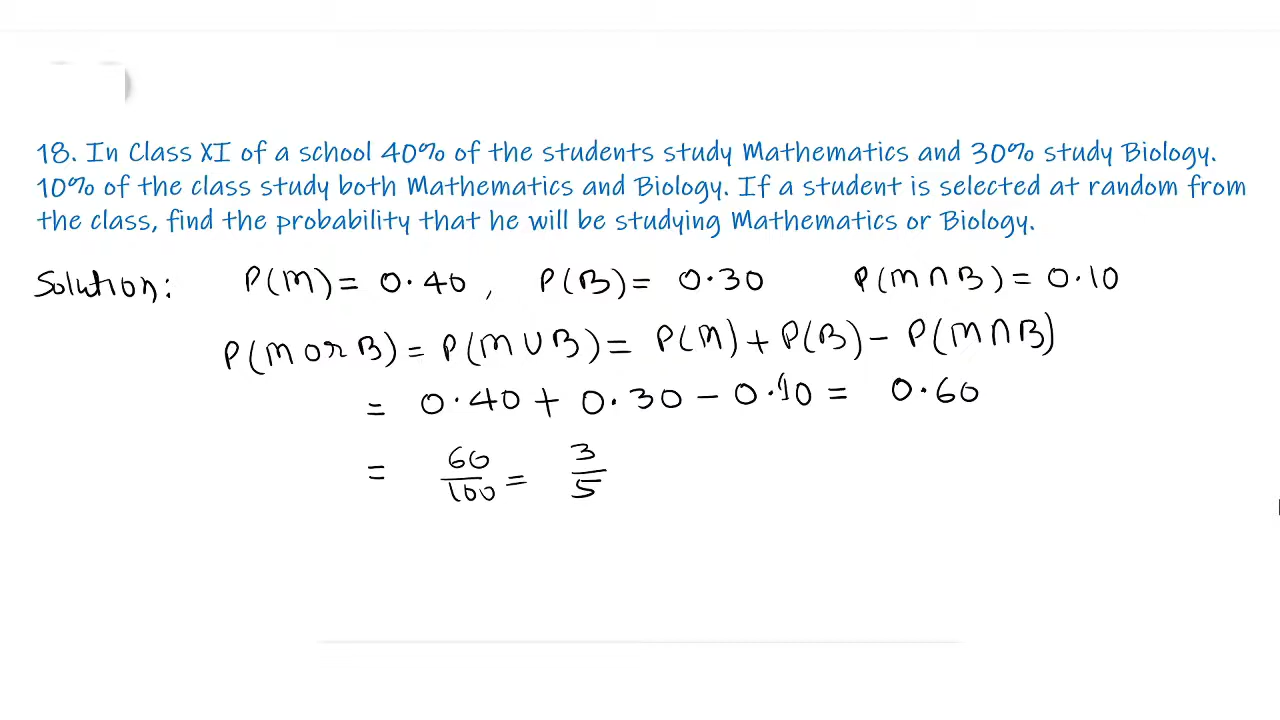 18. In Class XI of a school 40% of the students study Mathematics and 30% study Biology.
10% of the class study both Mathematics and Biology. If a student is selected at random from
the class, find the probability that he will be studying Mathematics or Biology.
Solution: P(M) = 0.40 , P(B) = 0.30 P(M ∩ B) = 0.10
P(M or B) = P(M ∪ B) = P(M) + P(B) - P(M ∩ B)
= 0.40 + 0.30 - 0.10 = 0.60
= 60/100 = 3/5